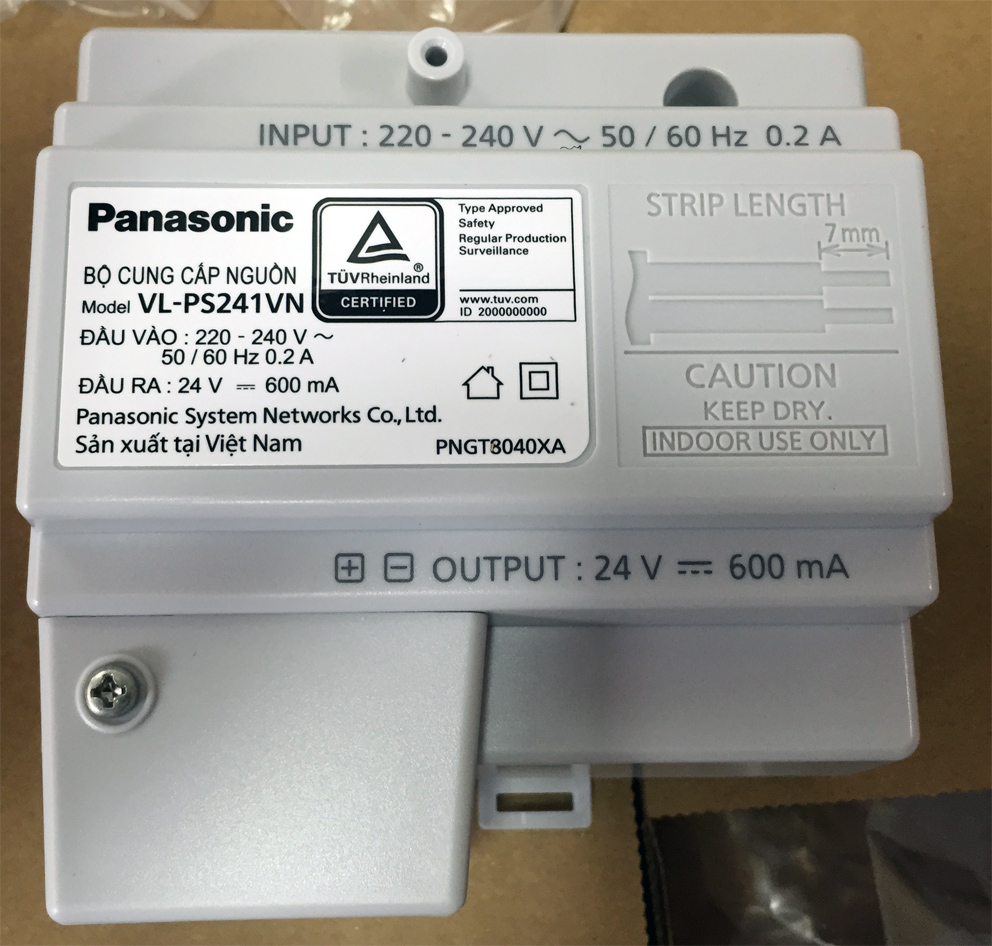 INPUT : 220 - 240 V ~ 50 / 60 Hz 0.2 A
Panasonic
BỘ CUNG CẤP NGUỒN
Model VL-PS241VN
ĐẦU VÀO : 220 - 240 V ~
50 / 60 Hz 0.2 A
ĐẦU RA : 24 V ⎓ 600 mA
Panasonic System Networks Co., Ltd.
Sản xuất tại Việt Nam
PNGT3040XA
TÜVRheinland®
CERTIFIED
Type Approved
Safety
Regular Production
Surveillance
www.tuv.com
ID 2000000000
STRIP LENGTH
7 mm
CAUTION
KEEP DRY.
INDOOR USE ONLY
+ − OUTPUT : 24 V ⎓ 600 mA